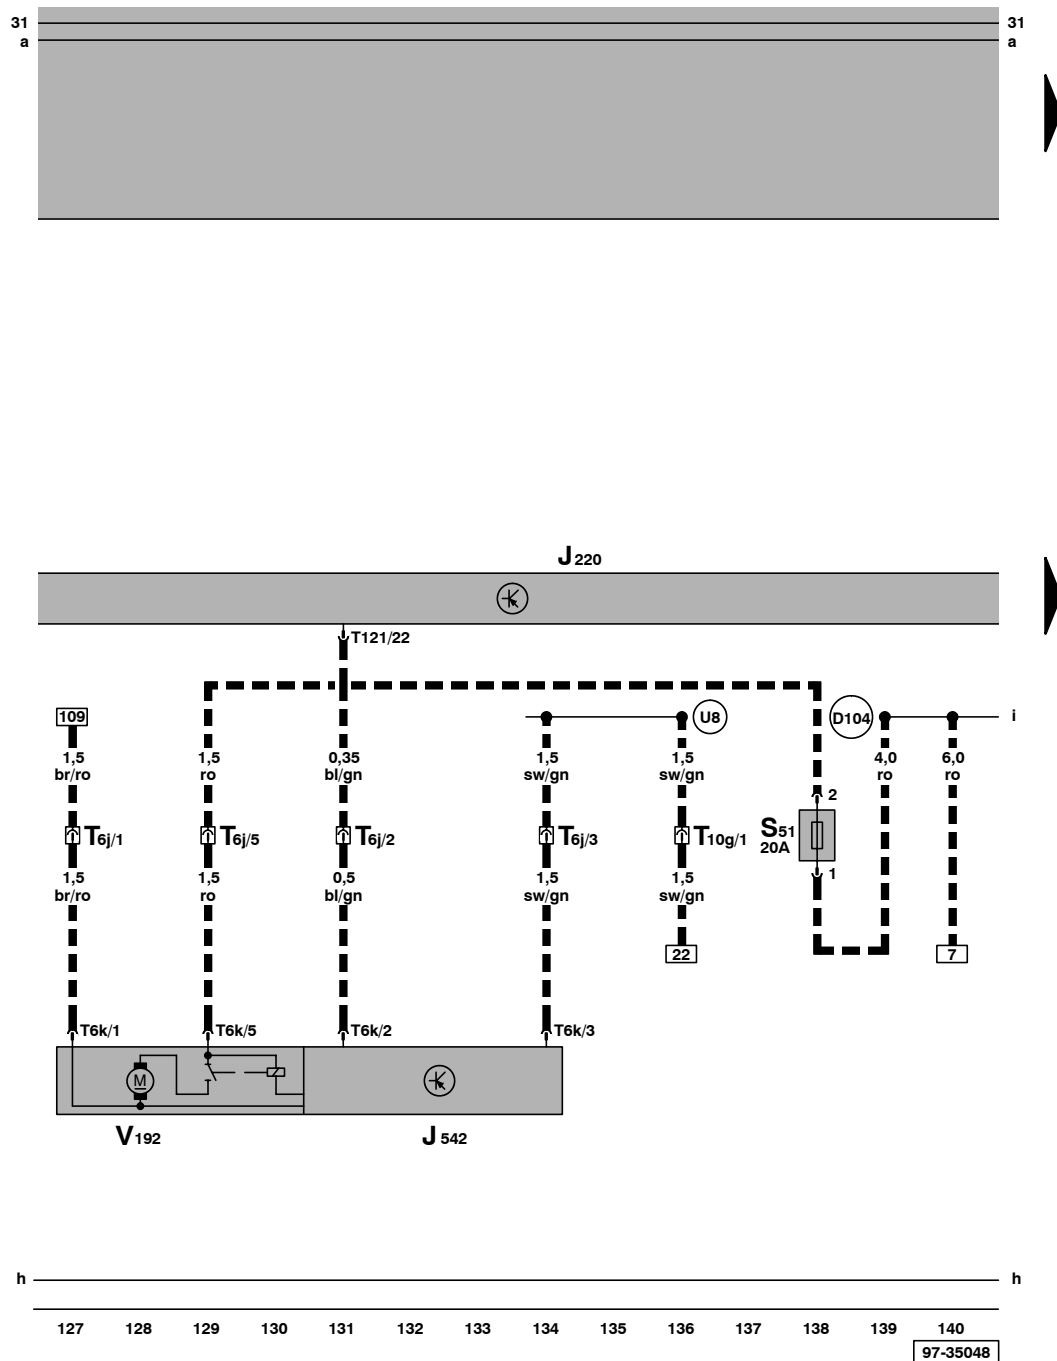 31 31
a a
J 220
T121/22
109 U8 D104 i
1,5 1,5 0,35 1,5 1,5 4,0 6,0
br/ro ro bl/gn sw/gn sw/gn ro ro
2
T6j/1 T6j/5 T6j/2 T6j/3 T10g/1 S51
20A
1
1,5 1,5 0,5 1,5 1,5
br/ro ro bl/gn sw/gn sw/gn
22 7
T6k/1 T6k/5 T6k/2 T6k/3
M
V192 J 542
h h
127 128 129 130 131 132 133 134 135 136 137 138 139 140
97-35048